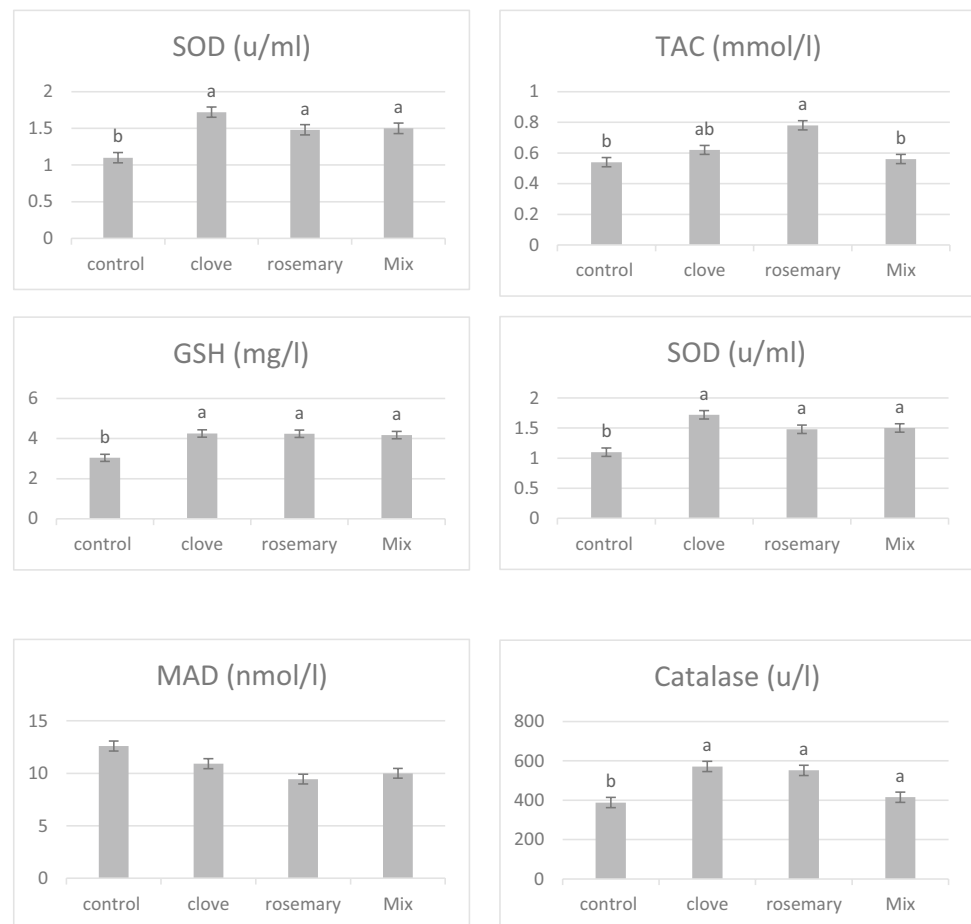 SOD (u/ml)
2
1.5
1
0.5
0
b
a
a
a
control clove rosemary Mix
TAC (mmol/l)
1
0.8
0.6
0.4
0.2
0
b
ab
a
b
control clove rosemary Mix
GSH (mg/l)
6
4
2
0
b
a
a
a
control clove rosemary Mix
SOD (u/ml)
2
1.5
1
0.5
0
b
a
a
a
control clove rosemary Mix
MAD (nmol/l)
15
10
5
0
control clove rosemary Mix
Catalase (u/l)
800
600
400
200
0
b
a
a
a
control clove rosemary Mix